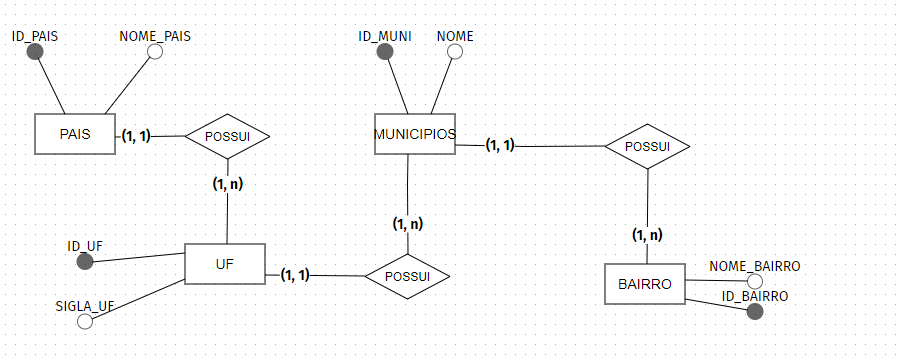 ID_PAIS
NOME_PAIS
ID_MUNI
NOME
PAIS
(1, 1)
POSSUI
MUNICIPIOS
(1, 1)
POSSUI
(1, n)
(1, n)
(1, n)
ID_UF
UF
(1, 1)
POSSUI
NOME_BAIRRO
BAIRRO
ID_BAIRRO
SIGLA_UF